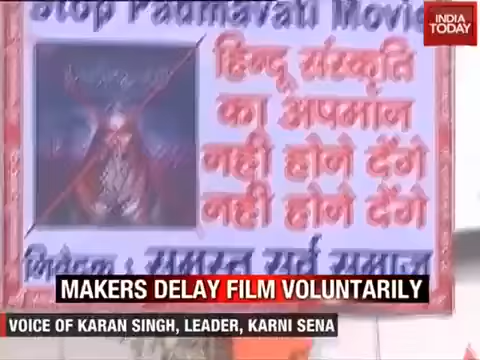 Stop Padmavati Movie
INDIA
TODAY
हिन्दू संस्कृति
का अपमान
नही होने देंगे
नही होने देंगे
निवेदक : समस्त सर्व समाज
MAKERS DELAY FILM VOLUNTARILY
VOICE OF KARAN SINGH, LEADER, KARNI SENA